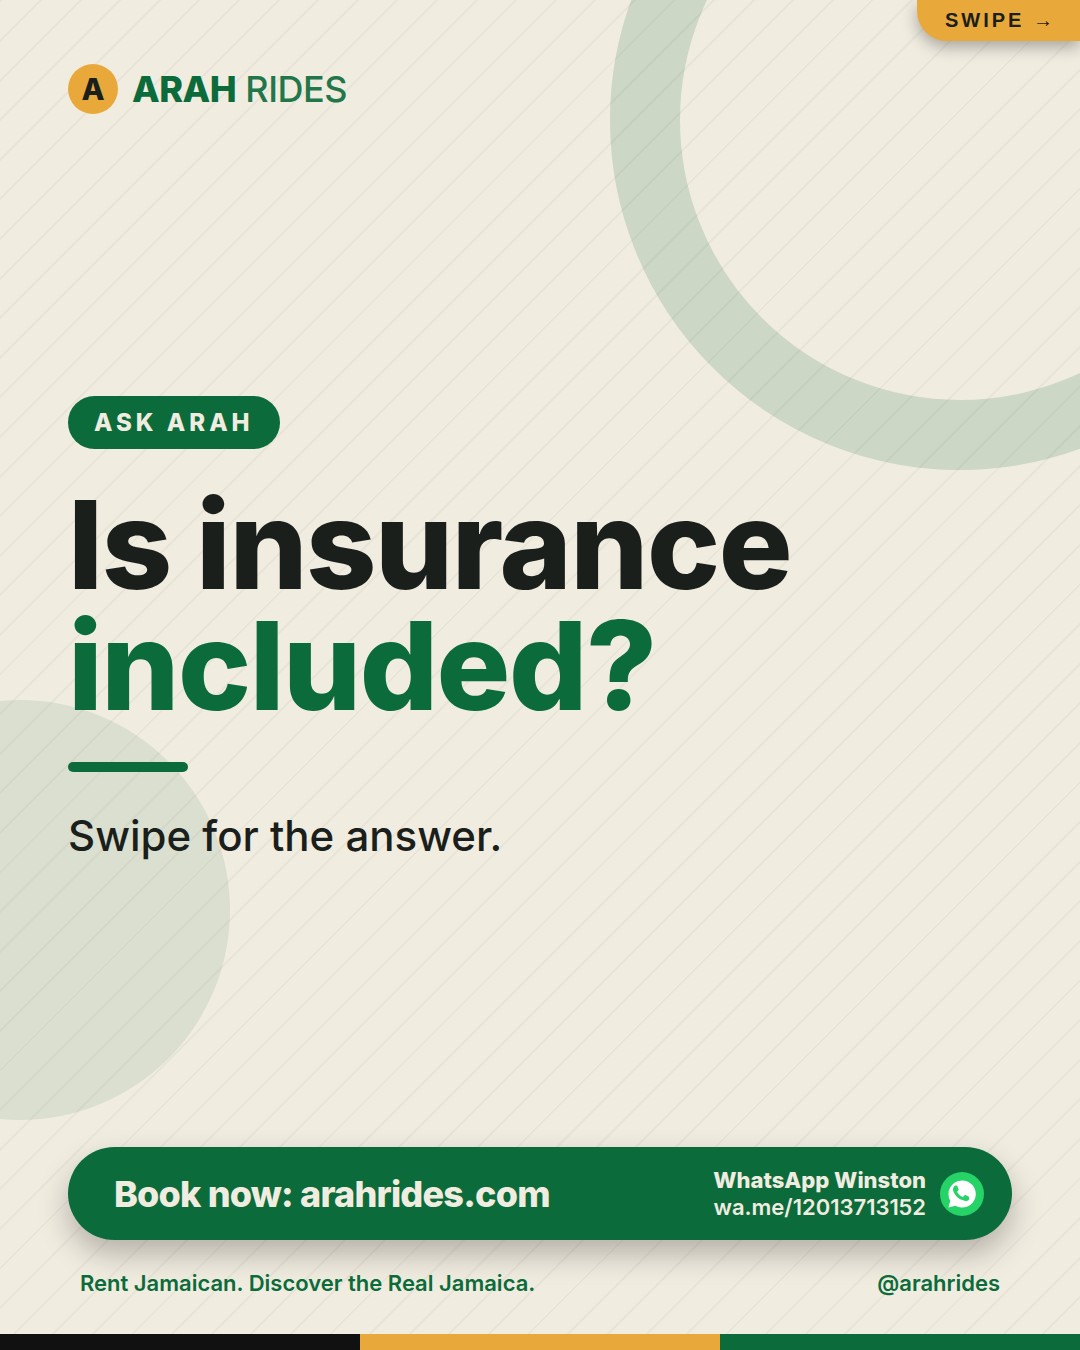 SWIPE →
A ARAH RIDES
ASK ARAH
Is insurance
included?
Swipe for the answer.
Book now: arahrides.com
WhatsApp Winston
wa.me/12013713152
Rent Jamaican. Discover the Real Jamaica.
@arahrides